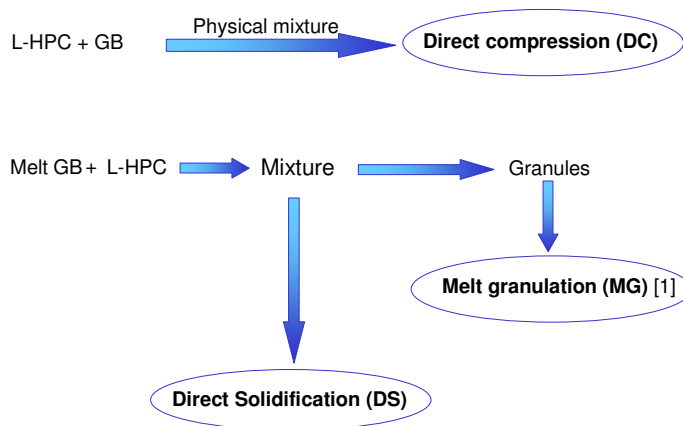 Physical mixture
L-HPC + GB
Direct compression (DC)
Melt GB + L-HPC
Mixture
Granules
Melt granulation (MG) [1]
Direct Solidification (DS)